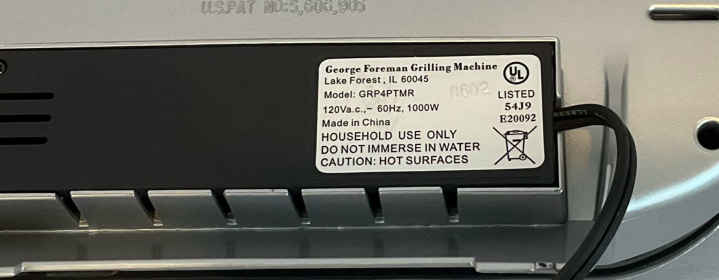 U.S.PAT NO:5,606,905
George Foreman Grilling Machine
Lake Forest , IL 60045
Model: GRP4PTMR
120Va.c.,~ 60Hz, 1000W
Made in China
HOUSEHOLD USE ONLY
DO NOT IMMERSE IN WATER
CAUTION: HOT SURFACES
UL
LISTED
54J9
E20092